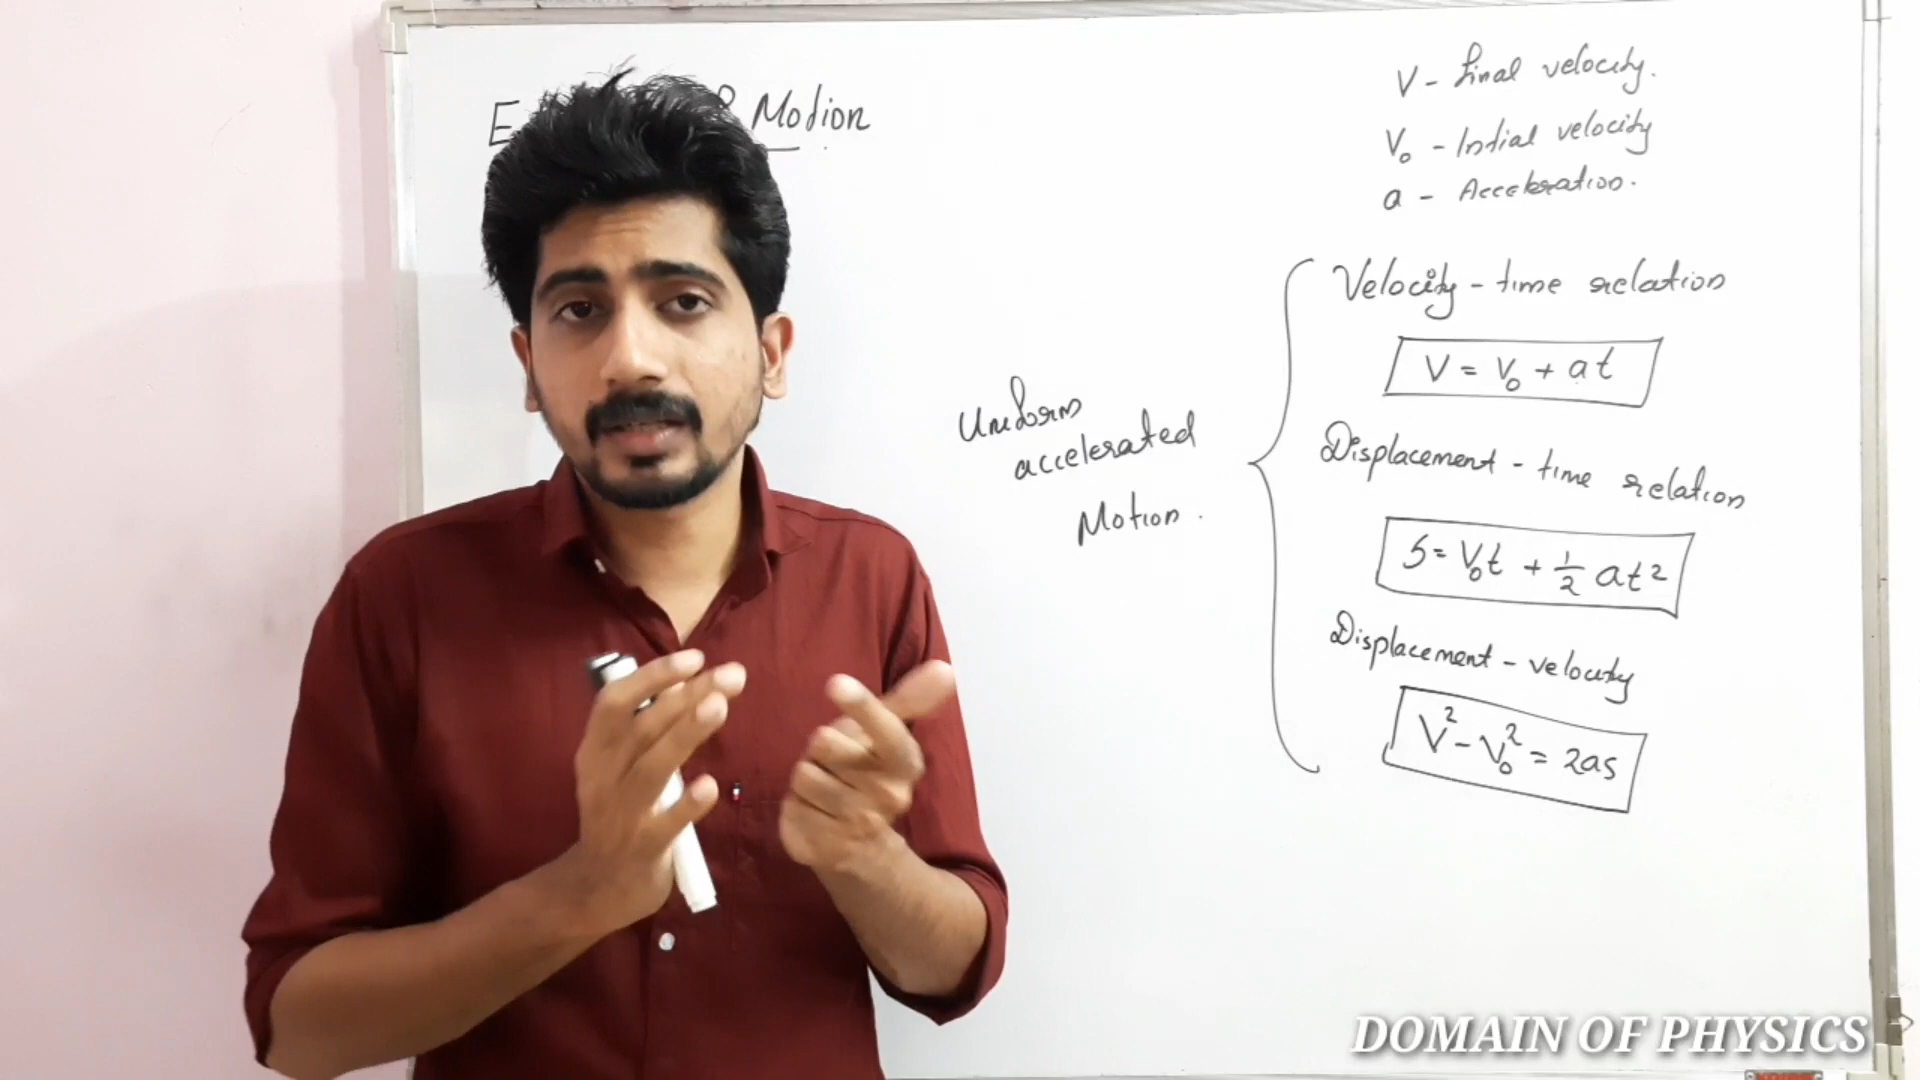 Motion
V - final velocity.
V₀ - Initial velocity
a - Acceleration.
Velocity - time relation
V = V₀ + at
Uniform
accelerated
Motion.
Displacement - time relation
S = V₀t + 1/2 at²
Displacement - velocity
V² - V₀² = 2as
DOMAIN OF PHYSICS